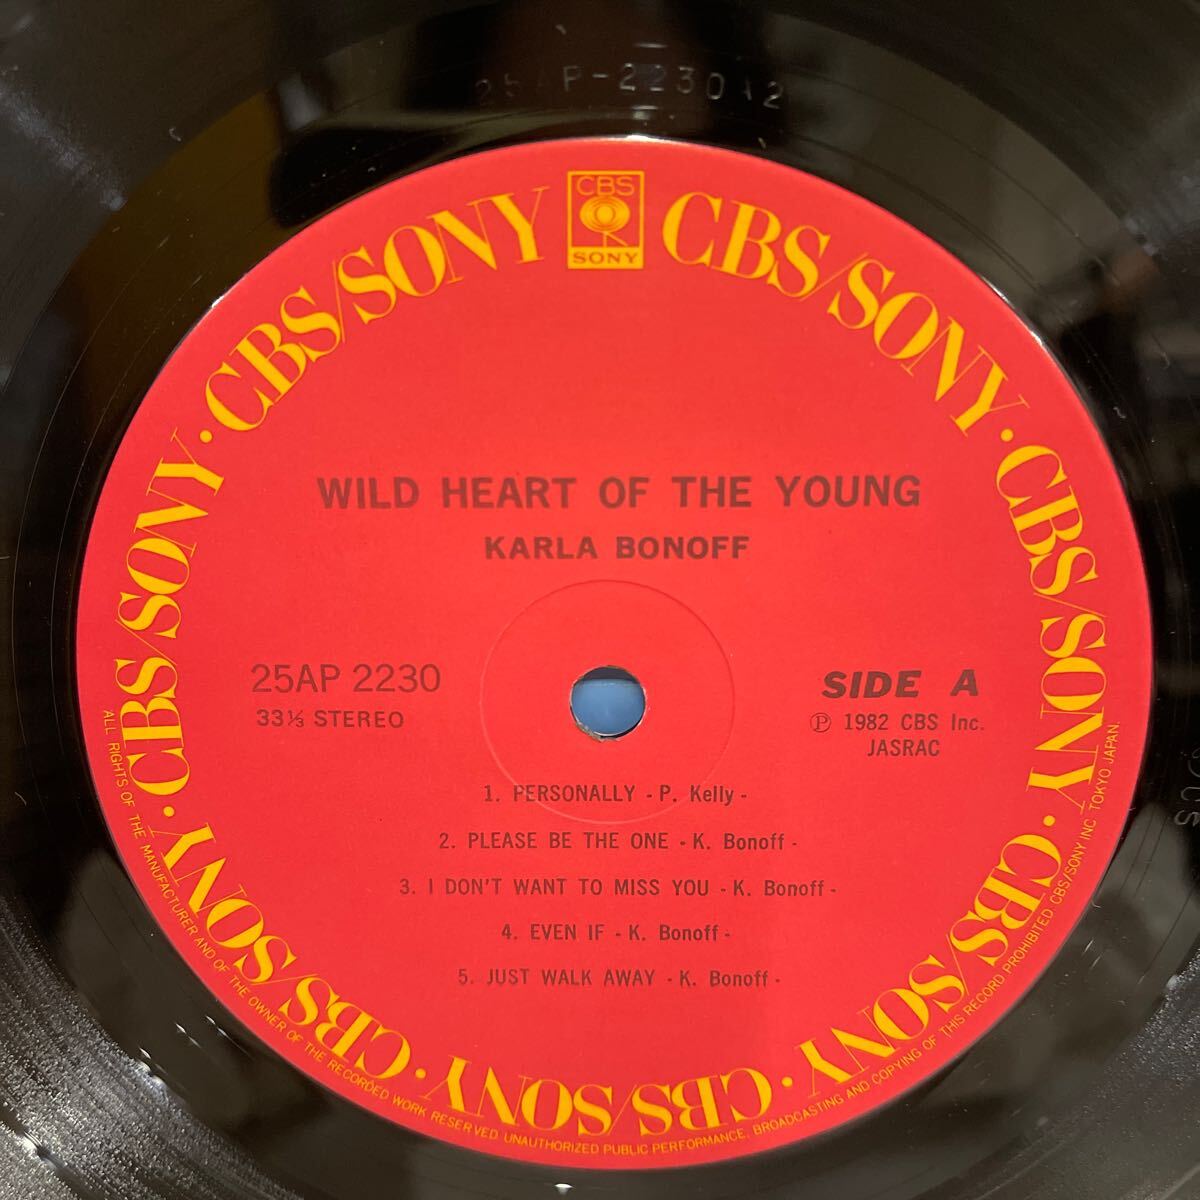 25AP-2230 12
CBS
SONY
CBS/SONY · CBS/SONY · CBS/SONY · CBS/SONY · CBS/SONY · CBS/SONY · CBS/SONY · CBS/SONY
WILD HEART OF THE YOUNG
KARLA BONOFF
25AP 2230
33⅓ STEREO
SIDE A
Ⓟ 1982 CBS Inc.
JASRAC
1. PERSONALLY - P. Kelly -
2. PLEASE BE THE ONE - K. Bonoff -
3. I DON'T WANT TO MISS YOU - K. Bonoff -
4. EVEN IF - K. Bonoff -
5. JUST WALK AWAY - K. Bonoff -
ALL RIGHTS OF THE MANUFACTURER AND OF THE OWNER OF THE RECORDED WORK RESERVED UNAUTHORIZED PUBLIC PERFORMANCE, BROADCASTING AND COPYING OF THIS RECORD PROHIBITED. CBS/SONY INC. TOKYO JAPAN.